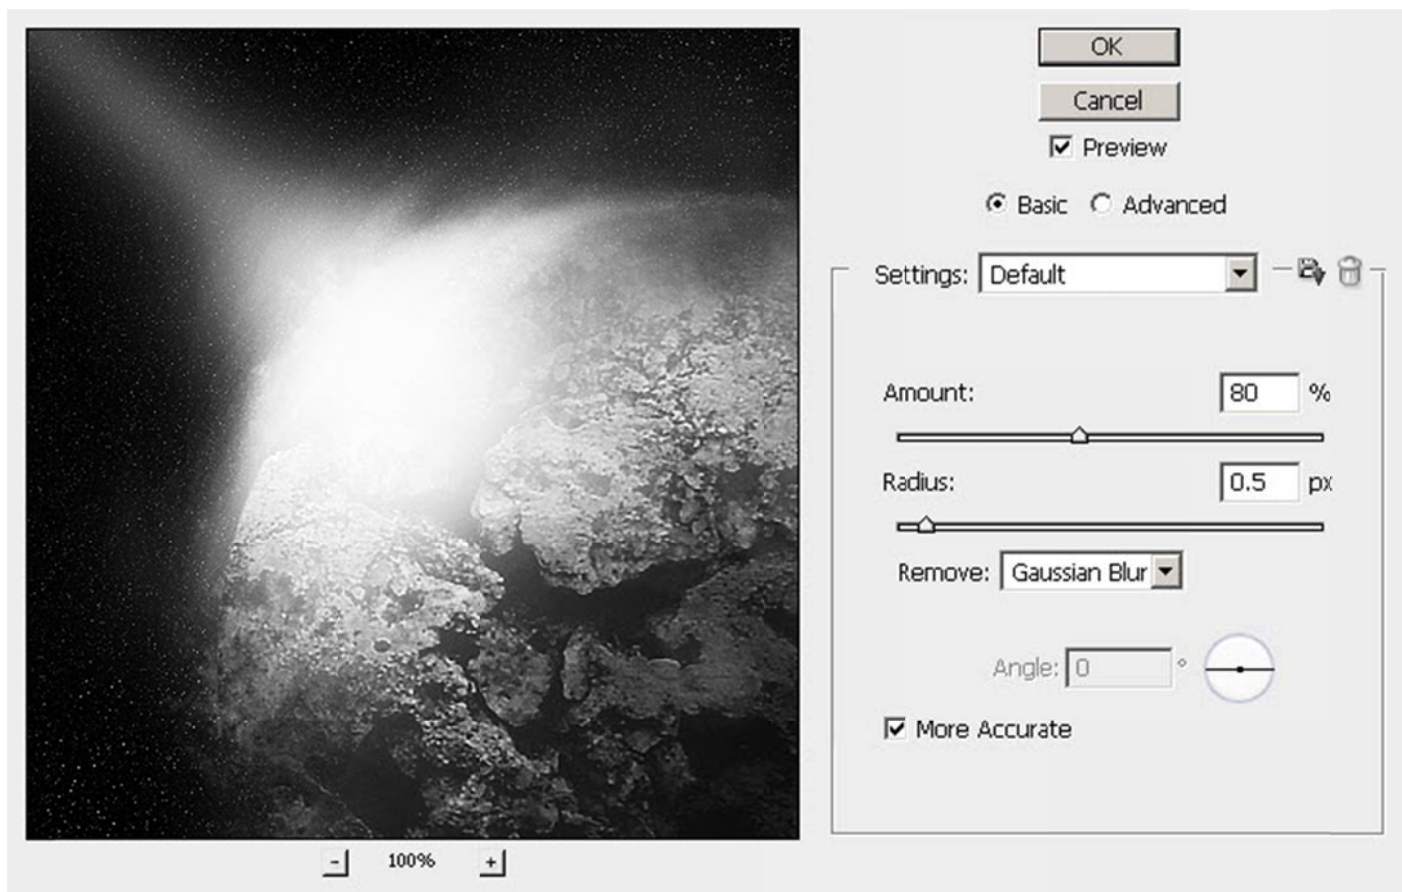 OK
Cancel
Preview
Basic Advanced
Settings: Default
Amount: 80 %
Radius: 0.5 px
Remove: Gaussian Blur
Angle: 0 °
More Accurate
- 100% +